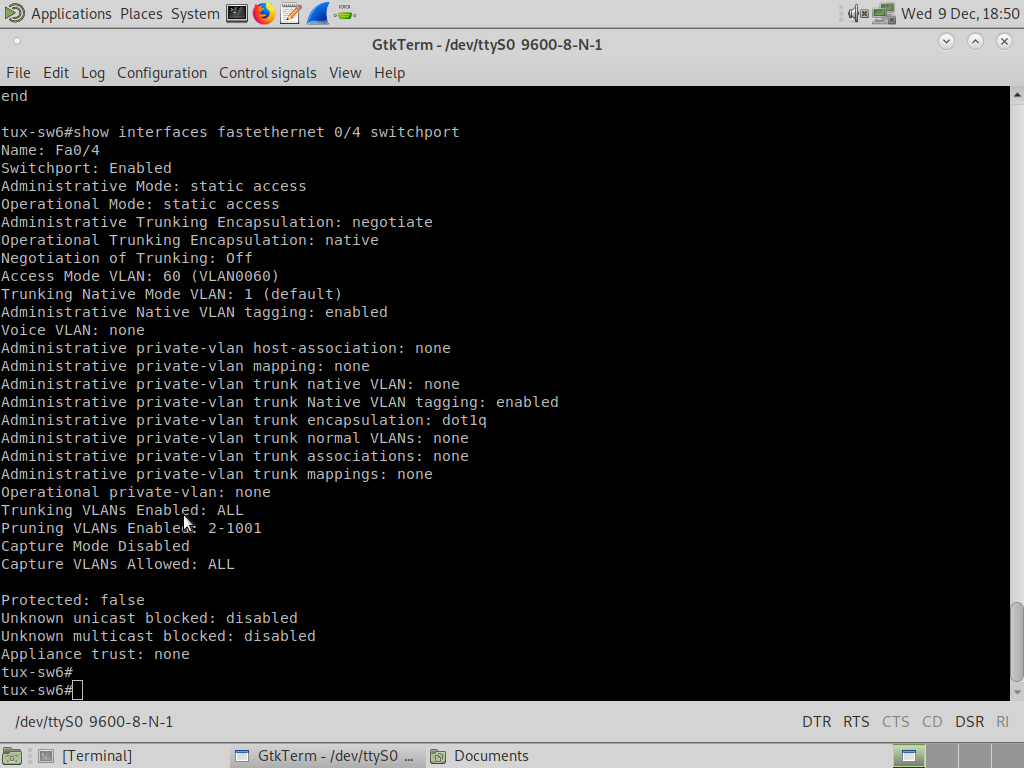 Applications Places System Wed 9 Dec, 18:50
GtkTerm - /dev/ttyS0 9600-8-N-1
File Edit Log Configuration Control signals View Help
end
tux-sw6#show interfaces fastethernet 0/4 switchport
Name: Fa0/4
Switchport: Enabled
Administrative Mode: static access
Operational Mode: static access
Administrative Trunking Encapsulation: negotiate
Operational Trunking Encapsulation: native
Negotiation of Trunking: Off
Access Mode VLAN: 60 (VLAN0060)
Trunking Native Mode VLAN: 1 (default)
Administrative Native VLAN tagging: enabled
Voice VLAN: none
Administrative private-vlan host-association: none
Administrative private-vlan mapping: none
Administrative private-vlan trunk native VLAN: none
Administrative private-vlan trunk Native VLAN tagging: enabled
Administrative private-vlan trunk encapsulation: dot1q
Administrative private-vlan trunk normal VLANs: none
Administrative private-vlan trunk associations: none
Administrative private-vlan trunk mappings: none
Operational private-vlan: none
Trunking VLANs Enabled: ALL
Pruning VLANs Enabled: 2-1001
Capture Mode Disabled
Capture VLANs Allowed: ALL
Protected: false
Unknown unicast blocked: disabled
Unknown multicast blocked: disabled
Appliance trust: none
tux-sw6#
tux-sw6#
/dev/ttyS0 9600-8-N-1 DTR RTS CTS CD DSR RI
[Terminal] GtkTerm - /dev/ttyS0 ... Documents